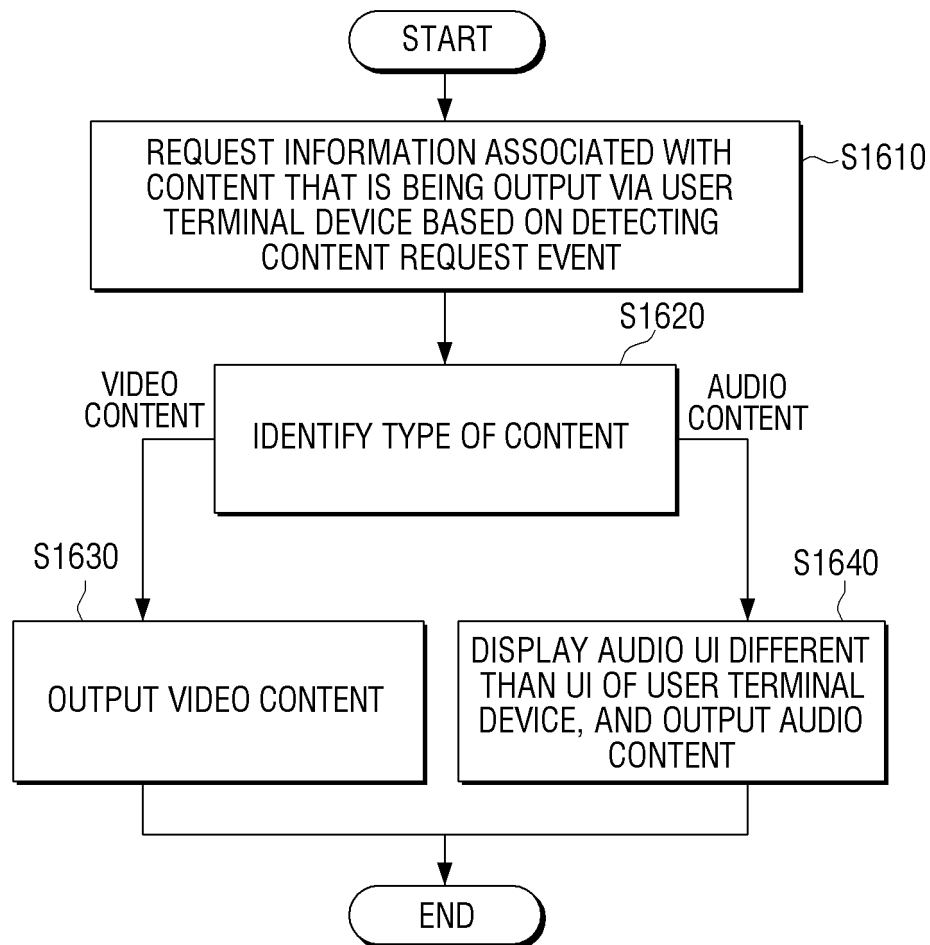 START
REQUEST INFORMATION ASSOCIATED WITH
CONTENT THAT IS BEING OUTPUT VIA USER
TERMINAL DEVICE BASED ON DETECTING
CONTENT REQUEST EVENT
S1610
S1620
VIDEO
CONTENT
IDENTIFY TYPE OF CONTENT
AUDIO
CONTENT
S1630
OUTPUT VIDEO CONTENT
S1640
DISPLAY AUDIO UI DIFFERENT
THAN UI OF USER TERMINAL
DEVICE, AND OUTPUT AUDIO
CONTENT
END